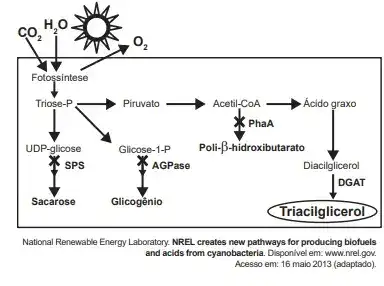 CO2 H2O
O2
Fotossíntese
Triose-P Piruvato Acetil-CoA Ácido graxo
PhaA
UDP-glicose Glicose-1-P Poli-β-hidroxibutarato
SPS AGPase Diacilglicerol
DGAT
Sacarose Glicogênio Triacilglicerol
National Renewable Energy Laboratory. NREL creates new pathways for producing biofuels
and acids from cyanobacteria. Disponível em: www.nrel.gov.
Acesso em: 16 maio 2013 (adaptado).